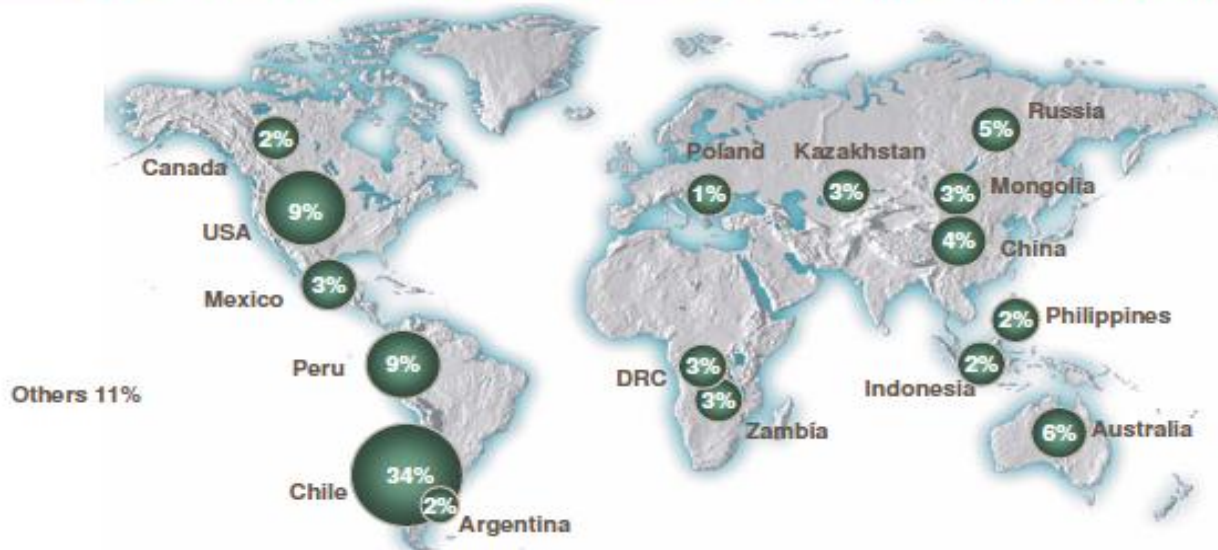 Russia
5%
2%
Canada
Poland
Kazakhstan
1%
3%
3%
Mongolia
9%
USA
4%
China
3%
Mexico
2%
Philippines
Peru
9%
DRC
3%
2%
Indonesia
Others 11%
3%
Zambia
6%
Australia
34%
Chile
2%
Argentina